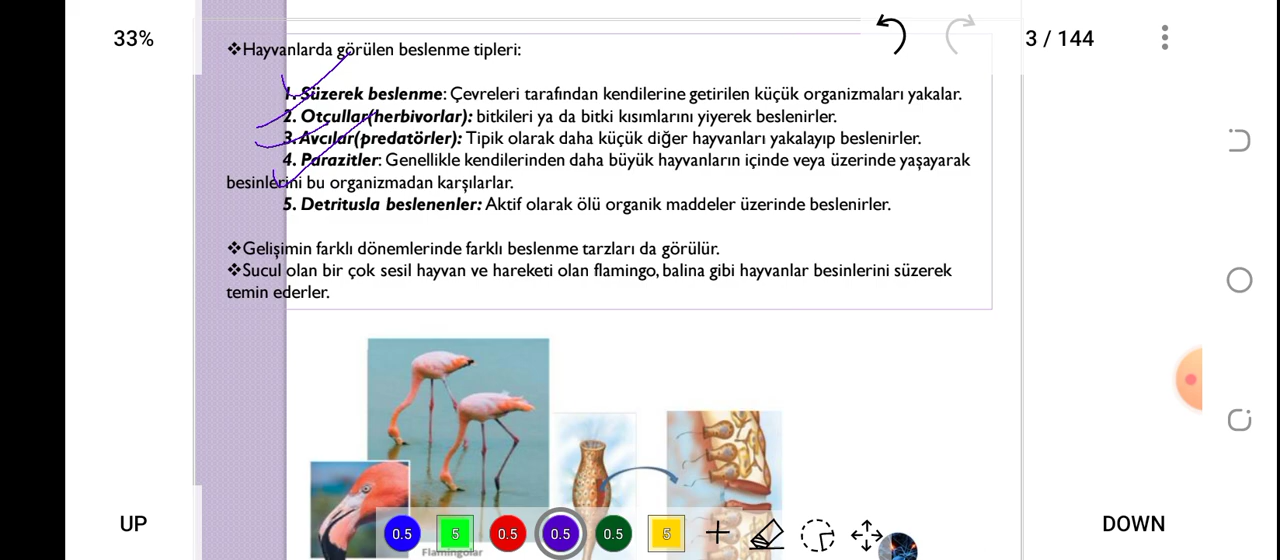 33%
3 / 144
❖Hayvanlarda görülen beslenme tipleri:
1. Süzerek beslenme: Çevreleri tarafından kendilerine getirilen küçük organizmaları yakalar.
2. Otçullar(herbivorlar): bitkileri ya da bitki kısımlarını yiyerek beslenirler.
3. Avcılar(predatörler): Tipik olarak daha küçük diğer hayvanları yakalayıp beslenirler.
4. Parazitler: Genellikle kendilerinden daha büyük hayvanların içinde veya üzerinde yaşayarak
besinlerini bu organizmadan karşılarlar.
5. Detritusla beslenenler: Aktif olarak ölü organik maddeler üzerinde beslenirler.
❖Gelişimin farklı dönemlerinde farklı beslenme tarzları da görülür.
❖Sucul olan bir çok sesil hayvan ve hareketi olan flamingo, balina gibi hayvanlar besinlerini süzerek
temin ederler.
UP
0.5
5
0.5
0.5
0.5
5
DOWN
Flamingolar